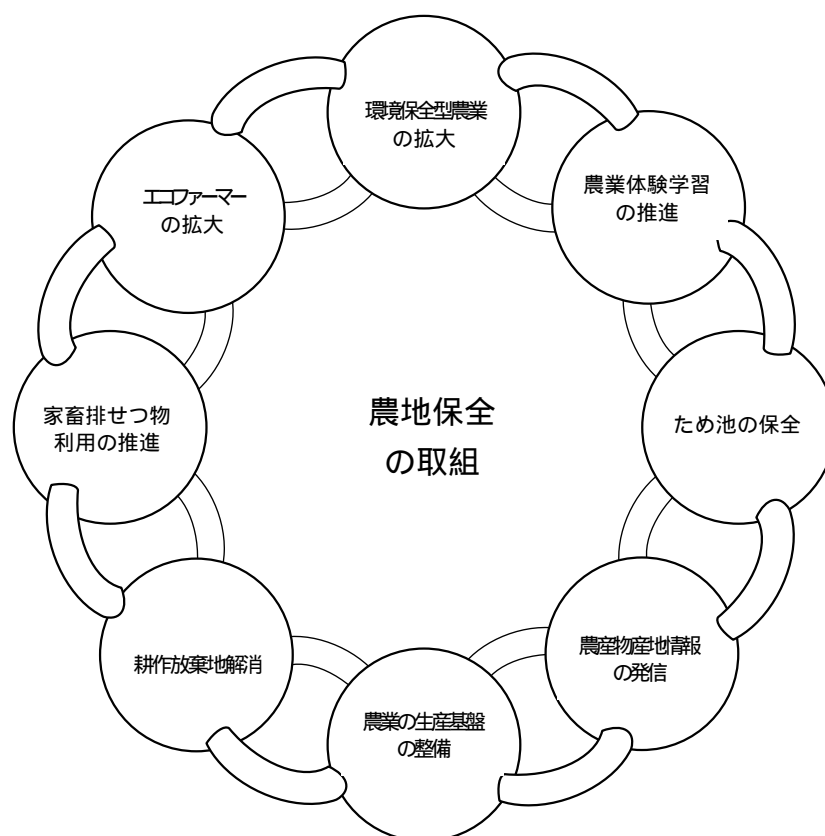 環境保全型農業
の拡大
農業体験学習
の推進
エコファーマー
の拡大
農地保全
の取組
家畜排せつ物
利用の推進
ため池の保全
耕作放棄地解消
農産物産地情報
の発信
農業の生産基盤
の整備